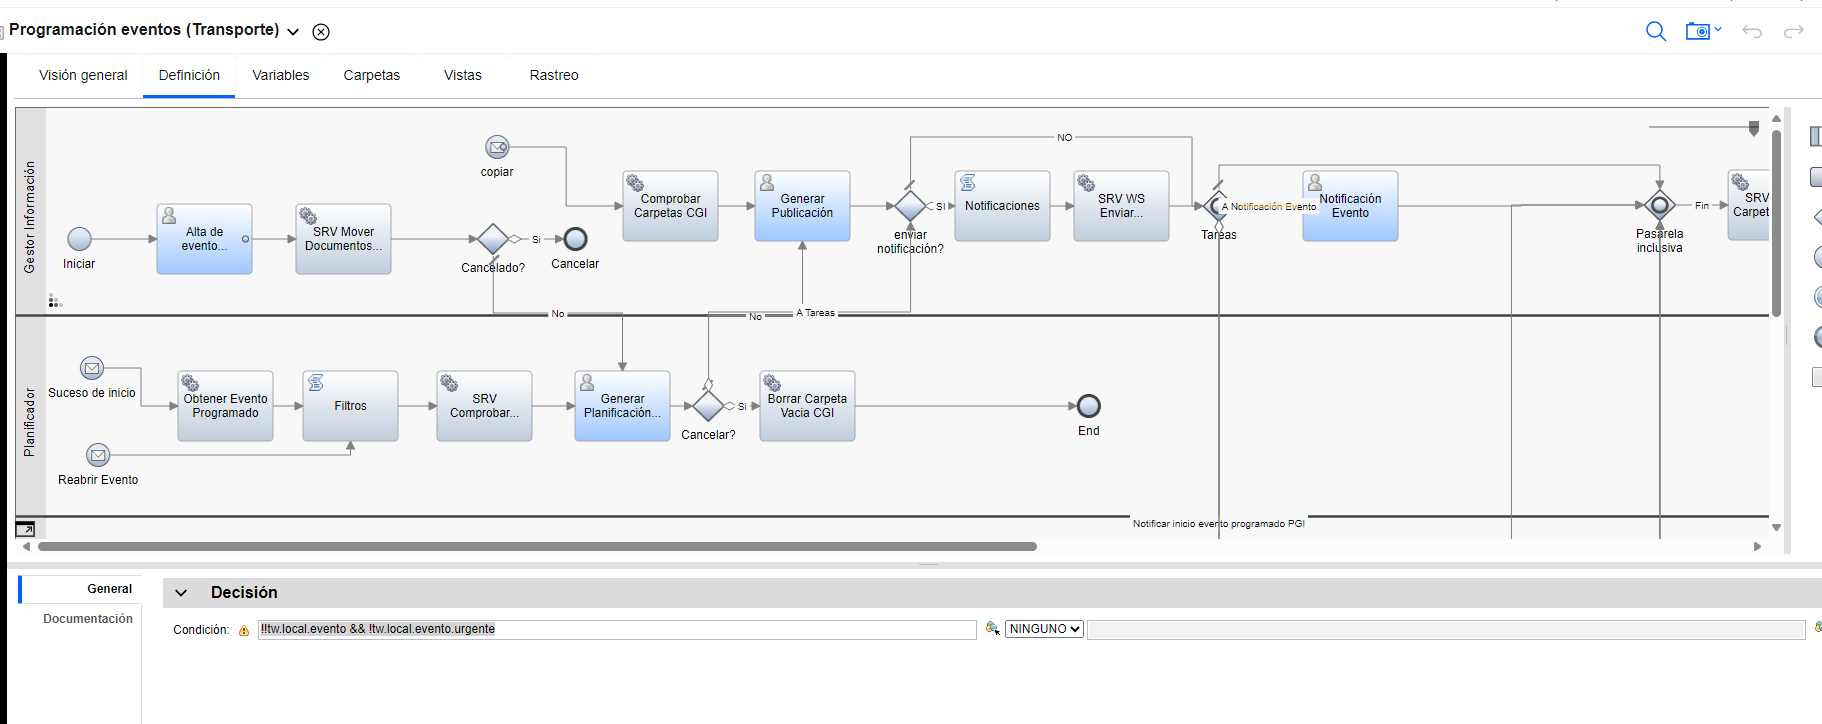 Programación eventos (Transporte)
Visión general
Definición
Variables
Carpetas
Vistas
Rastreo
Gestor Información
Iniciar
Alta de
evento...
SRV Mover
Documentos...
Cancelado?
Si
Cancelar
copiar
Comprobar
Carpetas CGI
Generar
Publicación
enviar
notificación?
SI
NO
Notificaciones
SRV WS
Enviar...
Tareas
A Notificación Evento
Notificación
Evento
Pasarela
inclusiva
Fin
SRV
Carpet
No
No
A Tareas
Planificador
Suceso de inicio
Reabrir Evento
Obtener Evento
Programado
Filtros
SRV
Comprobar...
Generar
Planificación...
Cancelar?
Si
Borrar Carpeta
Vacia CGI
End
Notificar inicio evento programado PGI
General
Documentación
Decisión
Condición:
!!tw.local.evento && !tw.local.evento.urgente
NINGUNO